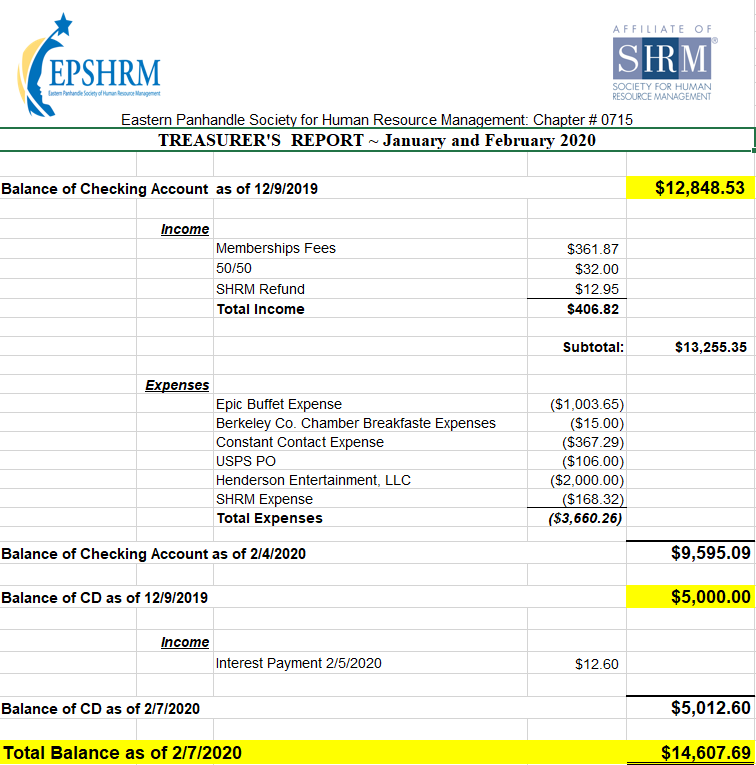 AFFILIATE OF
EPSHRM
SHRM®
Eastern Panhandle Society of Human Resource Management
SOCIETY FOR HUMAN
RESOURCE MANAGEMENT
Eastern Panhandle Society for Human Resource Management: Chapter # 0715
TREASURER'S REPORT ~ January and February 2020
Balance of Checking Account as of 12/9/2019 $12,848.53
Income
Memberships Fees $361.87
50/50 $32.00
SHRM Refund $12.95
Total Income $406.82
Subtotal: $13,255.35
Expenses
Epic Buffet Expense ($1,003.65)
Berkeley Co. Chamber Breakfaste Expenses ($15.00)
Constant Contact Expense ($367.29)
USPS PO ($106.00)
Henderson Entertainment, LLC ($2,000.00)
SHRM Expense ($168.32)
Total Expenses ($3,660.26)
Balance of Checking Account as of 2/4/2020 $9,595.09
Balance of CD as of 12/9/2019 $5,000.00
Income
Interest Payment 2/5/2020 $12.60
Balance of CD as of 2/7/2020 $5,012.60
Total Balance as of 2/7/2020 $14,607.69